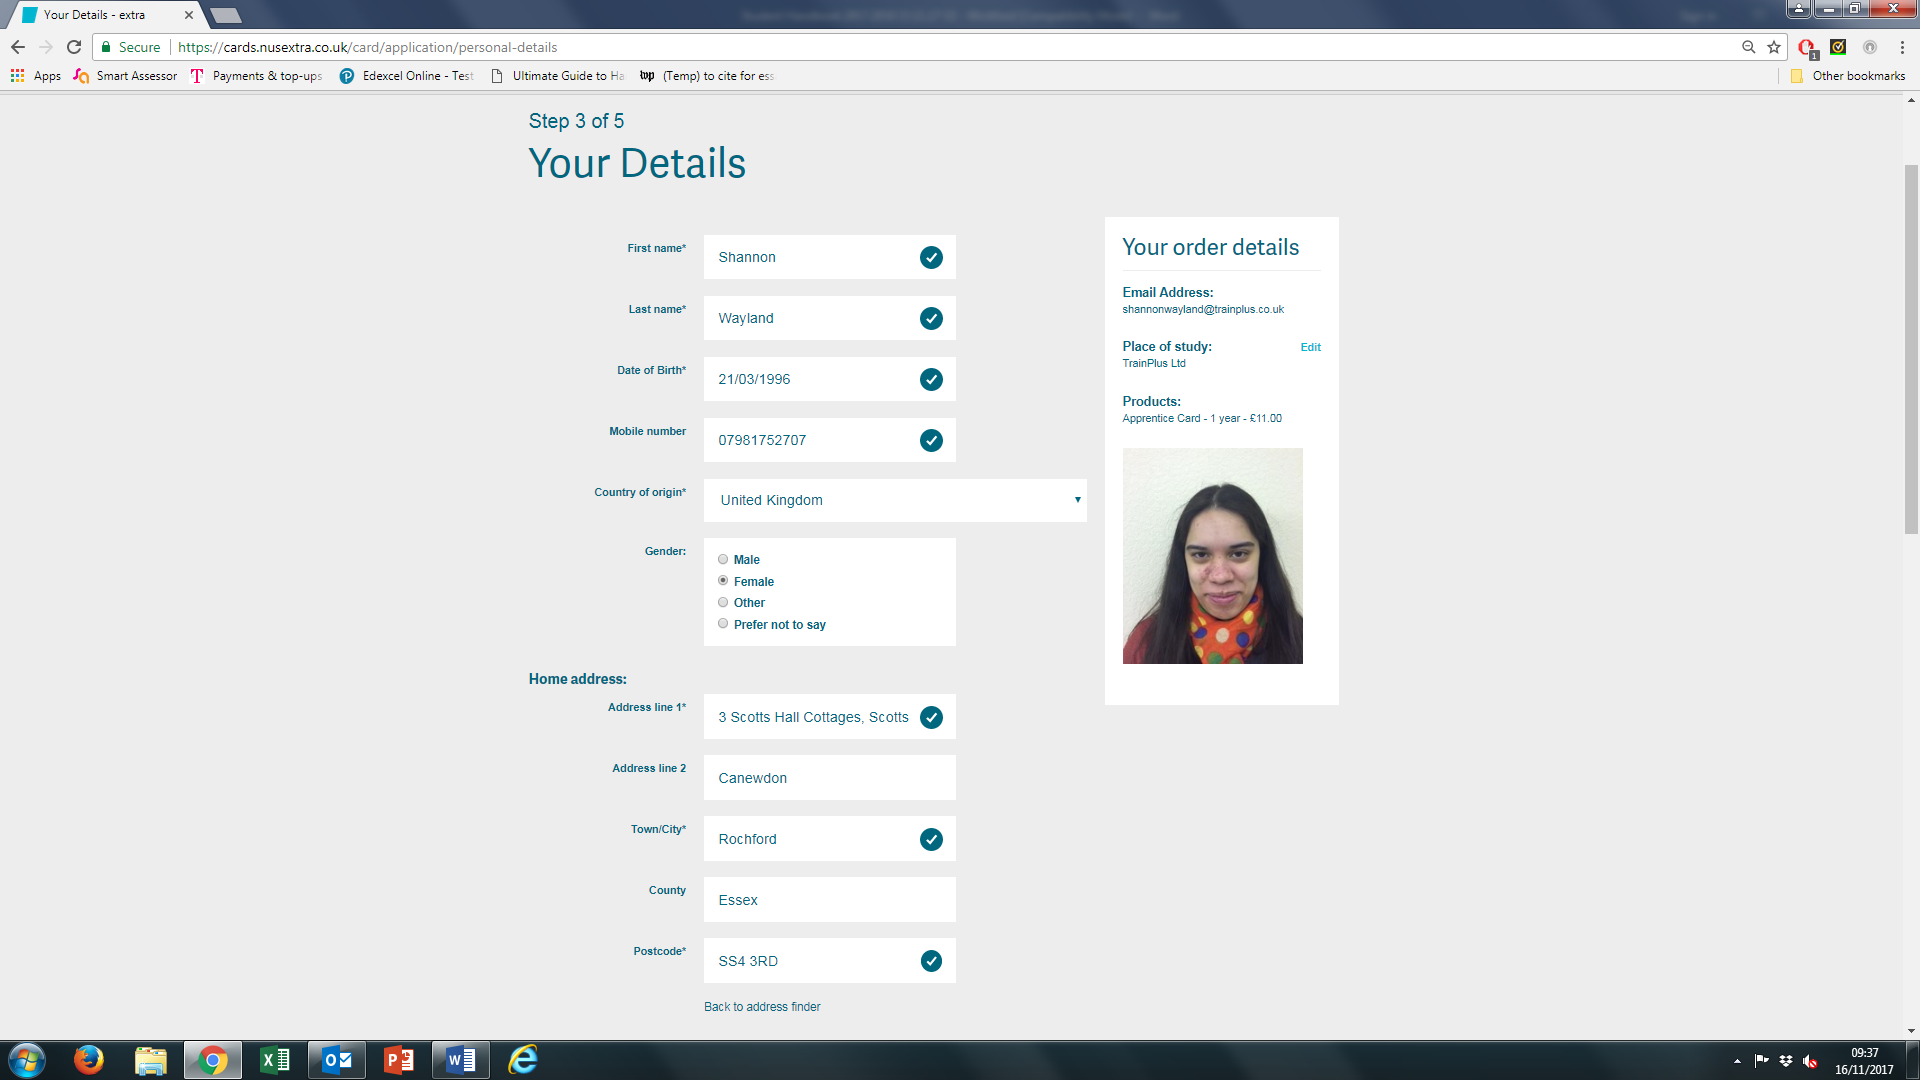 Your Details - extra
Secure
https://cards.nusextra.co.uk/card/application/personal-details
Apps
Smart Assessor
Payments & top-ups
Edexcel Online - Test
Ultimate Guide to Ha
tvp
(Temp) to cite for ess
Other bookmarks
Step 3 of 5
Your Details
First name*
Shannon
Last name*
Wayland
Date of Birth*
21/03/1996
Mobile number
07981752707
Country of origin*
United Kingdom
Gender:
Male
Female
Other
Prefer not to say
Home address:
Address line 1*
3 Scotts Hall Cottages, Scotts
Address line 2
Canewdon
Town/City*
Rochford
County
Essex
Postcode*
SS4 3RD
Back to address finder
Your order details
Email Address:
shannonwayland@trainplus.co.uk
Place of study:
Edit
TrainPlus Ltd
Products:
Apprentice Card - 1 year - £11.00
09:37
16/11/2017